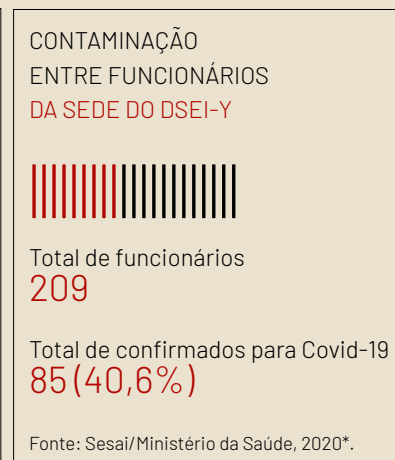 CONTAMINAÇÃO
ENTRE FUNCIONÁRIOS
DA SEDE DO DSEI-Y
Total de funcionários
209
Total de confirmados para Covid-19
85 (40,6%)
Fonte: Sesai/Ministério da Saúde, 2020*.